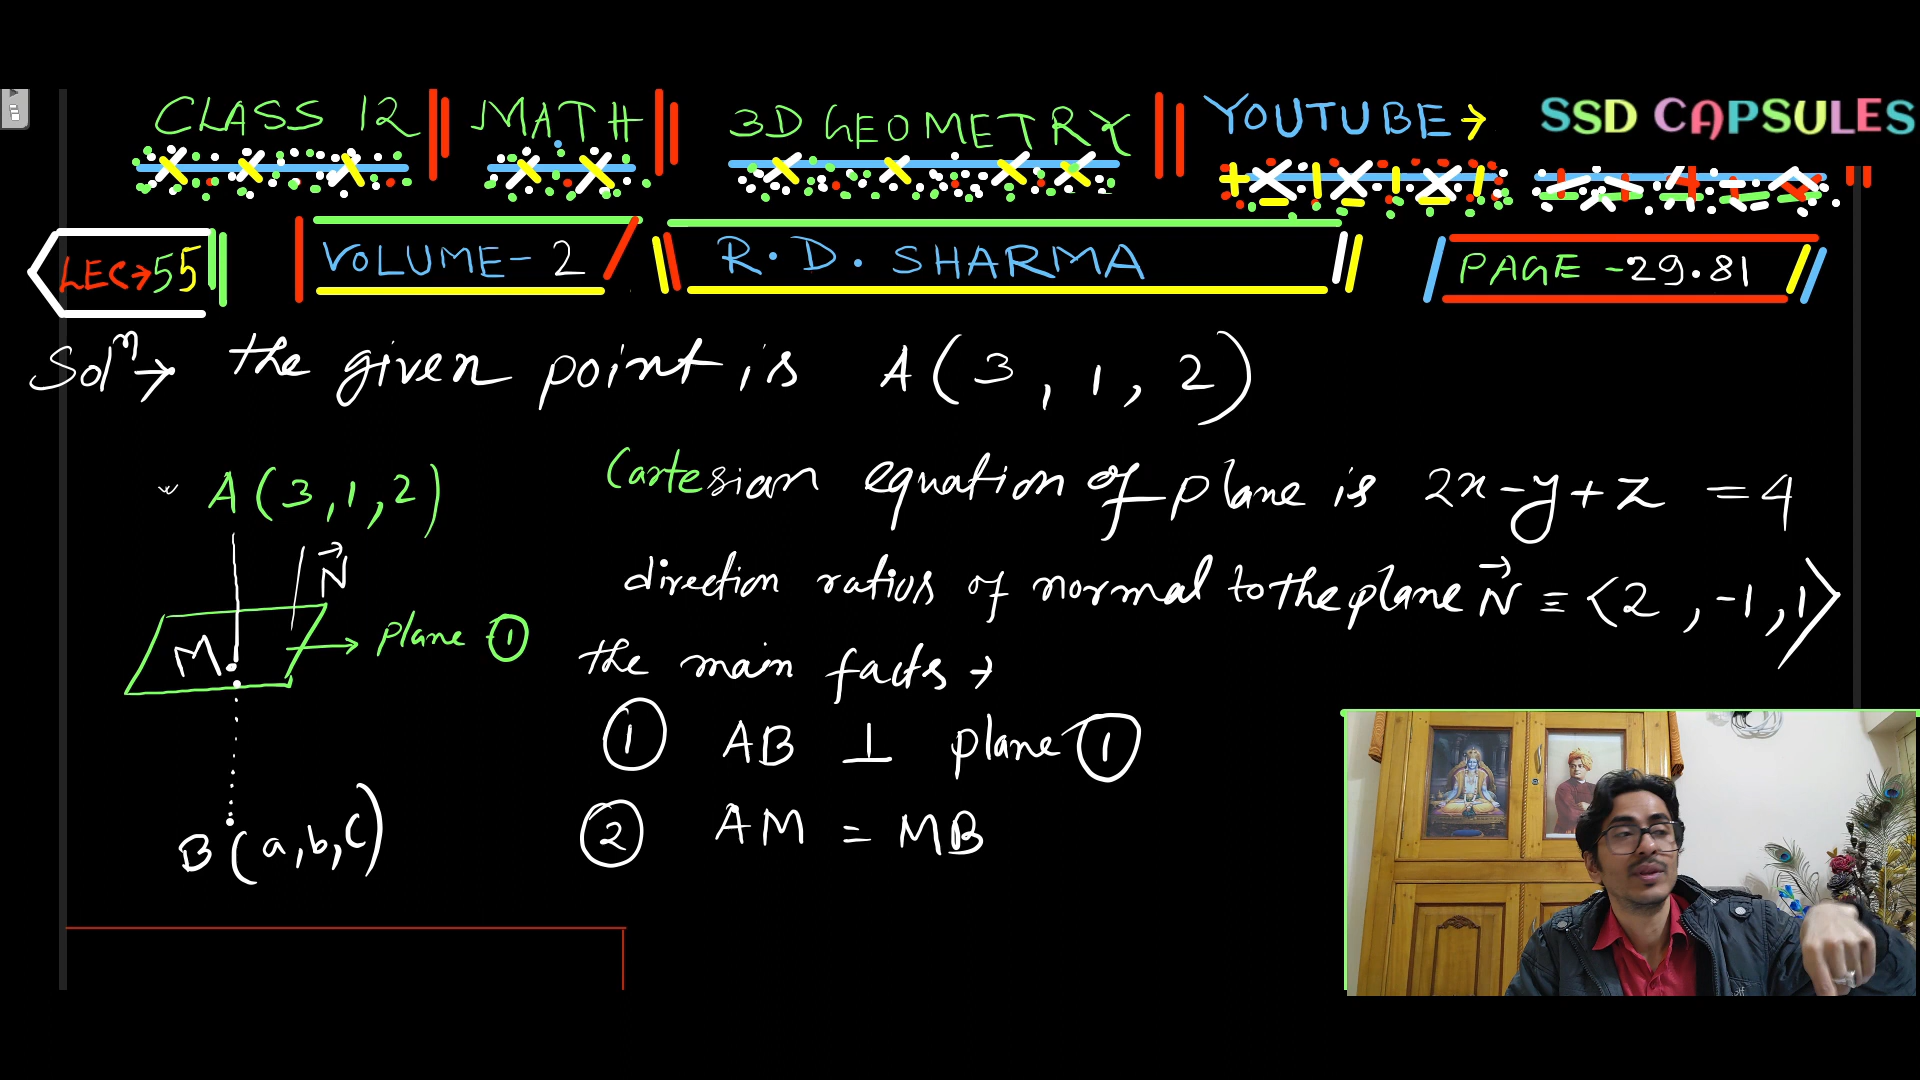 CLASS 12 MATH 3D GEOMETRY YOUTUBE → SSD CAPSULES
LEC→55 VOLUME-2 R.D. SHARMA PAGE -29.81
Solⁿ→ the given point is A(3, 1, 2)
A(3,1,2)
Cartesian equation of plane is 2x-y+z = 4
N⃗
direction ratios of normal to the plane N⃗ ≡ <2, -1, 1>
M
→ plane ①
the main facts →
① AB ⊥ plane ①
② AM = MB
B(a,b,c)